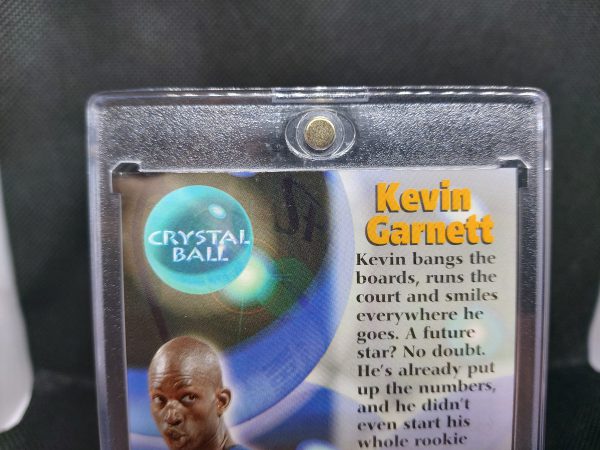 CRYSTAL
BALL
Kevin
Garnett
Kevin bangs the
boards, runs the
court and smiles
everywhere he
goes. A future
star? No doubt.
He's already put
up the numbers,
and he didn't
even start his
whole rookie